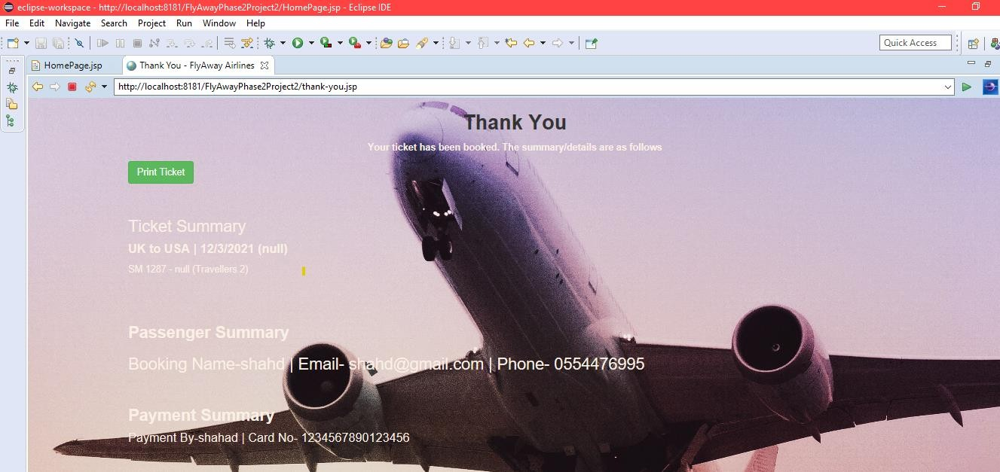 eclipse-workspace - http://localhost:8181/FlyAwayPhase2Project2/HomePage.jsp - Eclipse IDE
File Edit Navigate Search Project Run Window Help
Quick Access
HomePage.jsp Thank You - FlyAway Airlines
http://localhost:8181/FlyAwayPhase2Project2/thank-you.jsp
Thank You
Your ticket has been booked. The summary/details are as follows
Print Ticket
Ticket Summary
UK to USA | 12/3/2021 (null)
SM 1287 - null (Travellers 2)
Passenger Summary
Booking Name-shahd | Email- shahd@gmail.com | Phone- 0554476995
Payment Summary
Payment By-shahad | Card No- 1234567890123456